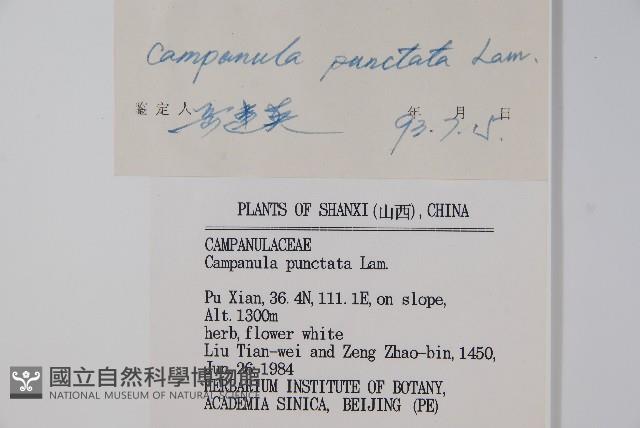 Campanula punctata Lam.
鉴定人 年 月 日
93. 7. 15.
PLANTS OF SHANXI (山西), CHINA
CAMPANULACEAE
Campanula punctata Lam.
Pu Xian, 36.4N, 111.1E, on slope,
Alt. 1300m
herb, flower white
Liu Tian-wei and Zeng Zhao-bin, 1450,
Jun 26 1984
HERBARIUM INSTITUTE OF BOTANY,
ACADEMIA SINICA, BEIJING (PE)
國立自然科學博物館
NATIONAL MUSEUM OF NATURAL SCIENCE